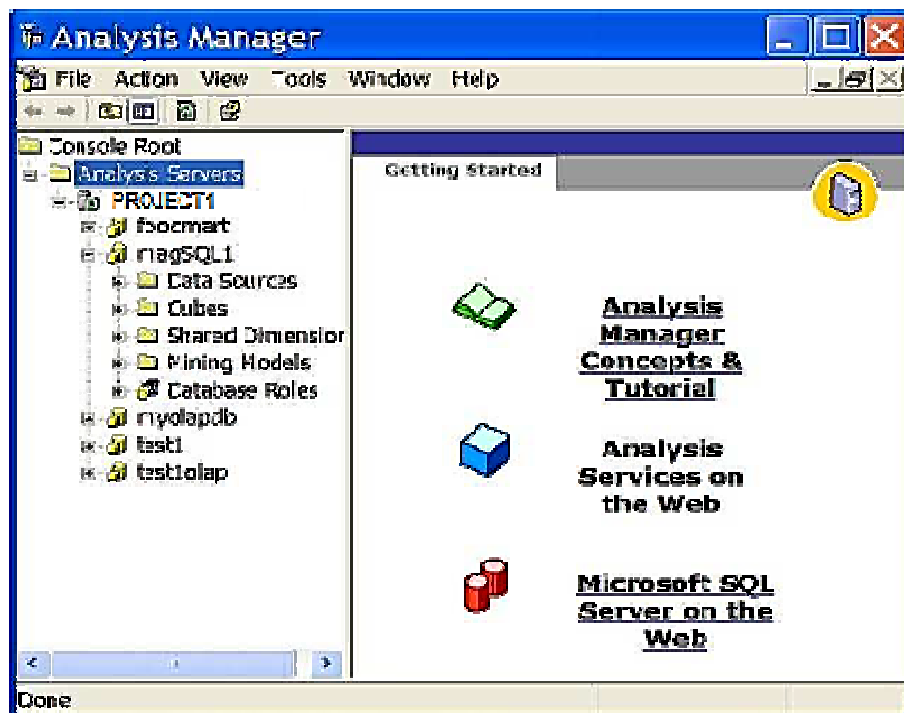 Analysis Manager
File Action View Tools Window Help
Console Root
Analysis Servers
PROJECT1
foocmart
magSQL1
Data Sources
Cubes
Shared Dimension
Mining Models
Database Roles
myolapdb
test1
test1olap
Getting Started
Analysis
Manager
Concepts &
Tutorial
Analysis
Services on
the Web
Microsoft SQL
Server on the
Web
Done